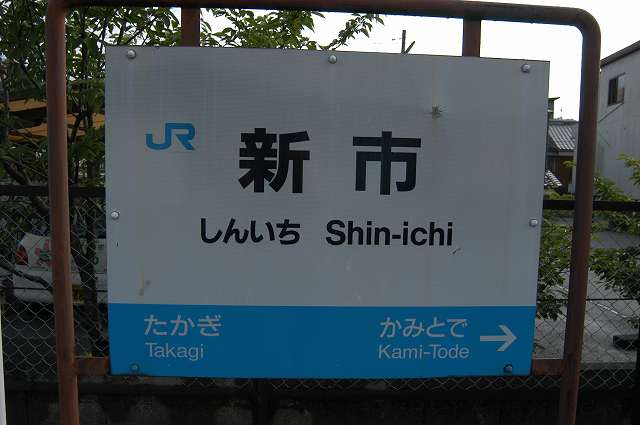 JR
新市
しんいち Shin-ichi
たかぎ かみとで →
Takagi Kami-Tode